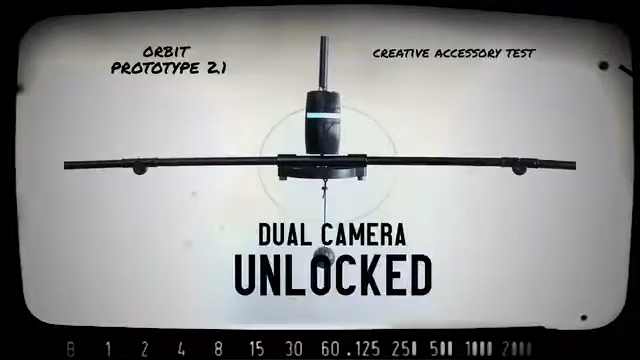 ORBIT
PROTOTYPE 2.1
CREATIVE ACCESSORY TEST
DUAL CAMERA
UNLOCKED
B 1 2 4 8 15 30 60 .125 250 500 1000 2000